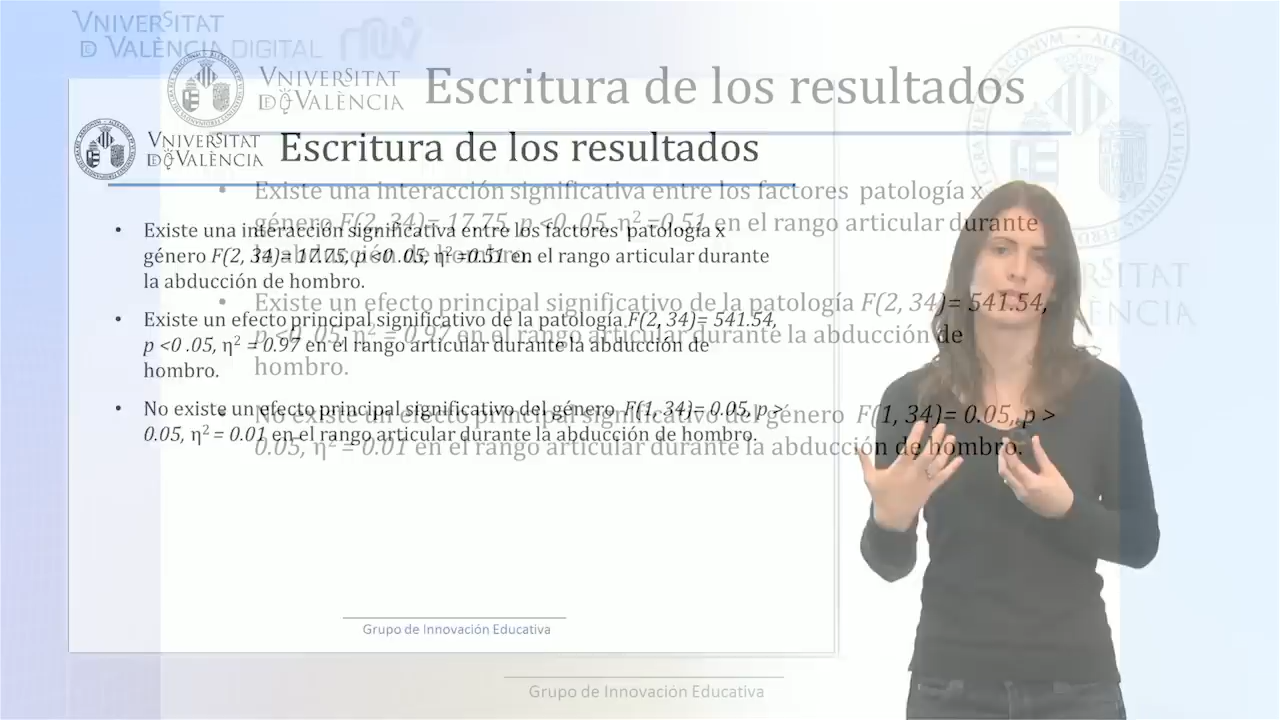 VNIVERSITAT
DE VALÈNCIA DIGITAL
VNIVERSITAT
DE VALÈNCIA
Escritura de los resultados
VNIVERSITAT
DE VALÈNCIA
Escritura de los resultados
• Existe una interacción significativa entre los factores patología x
género F(2, 34)= 17.75, p <0 .05, η² =0.51 en el rango articular durante
la abducción de hombro.
• Existe un efecto principal significativo de la patología F(2, 34)= 541.54,
p <0 .05, η² = 0.97 en el rango articular durante la abducción de
hombro.
• No existe un efecto principal significativo del género F(1, 34)= 0.05, p >
0.05, η² = 0.01 en el rango articular durante la abducción de hombro.
• Existe una interacción significativa entre los factores patología x
género F(2, 34)= 17.75, p <0 .05, η² =0.51 en el rango articular durante
la abducción de hombro.
• Existe un efecto principal significativo de la patología F(2, 34)= 541.54,
p <0 .05, η² = 0.97 en el rango articular durante la abducción de
hombro.
• No existe un efecto principal significativo del género F(1, 34)= 0.05, p >
0.05, η² = 0.01 en el rango articular durante la abducción de hombro.
Grupo de Innovación Educativa
Grupo de Innovación Educativa